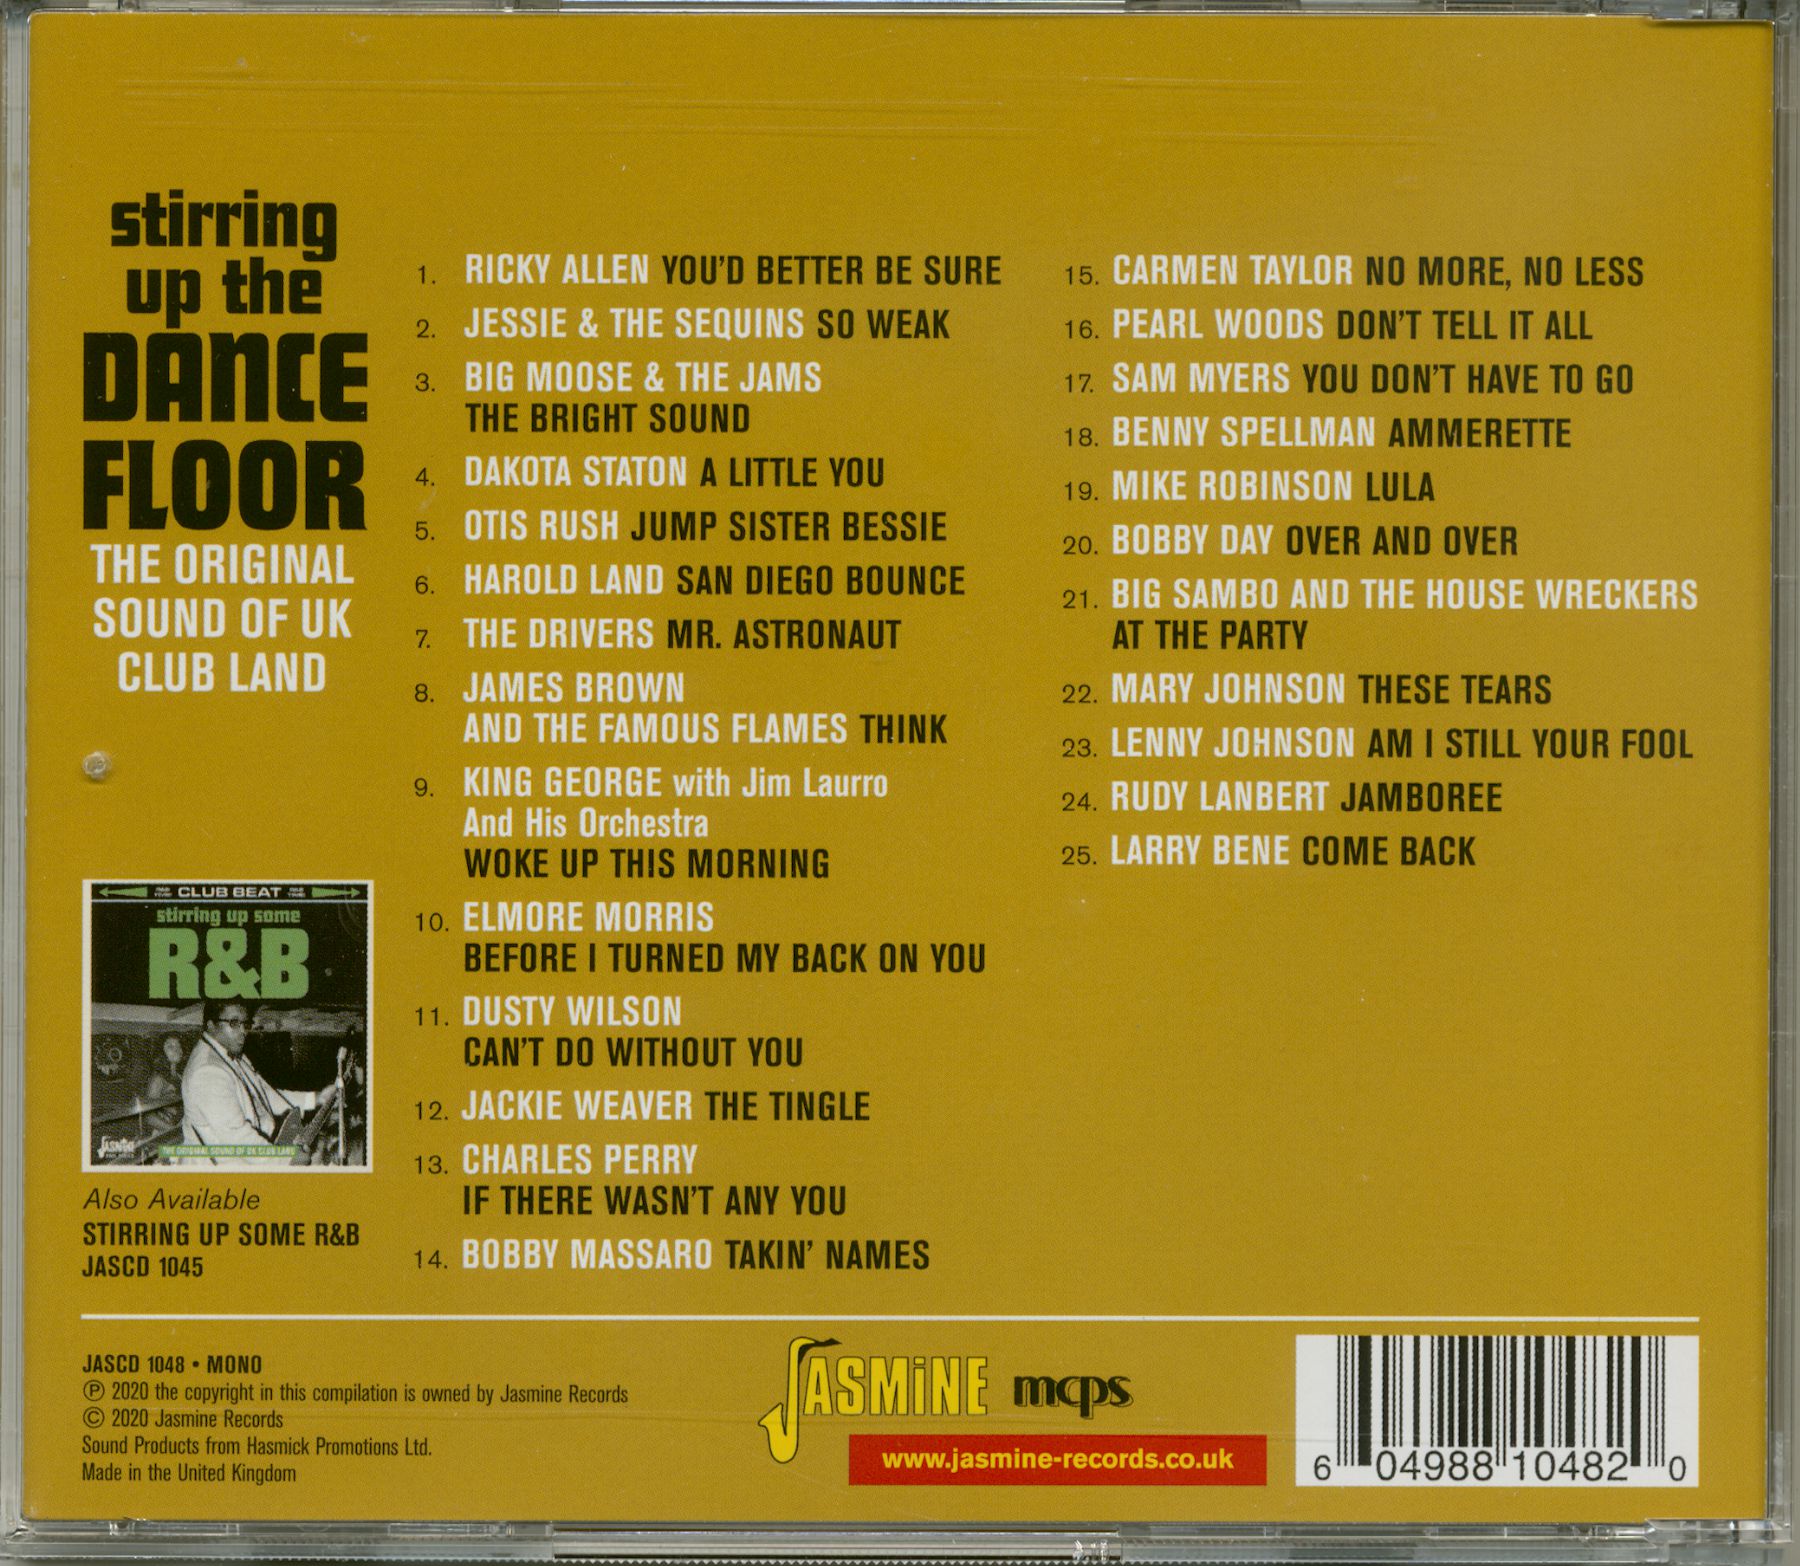 stirring
up the
DANCE
FLOOR
THE ORIGINAL
SOUND OF UK
CLUB LAND
1. RICKY ALLEN YOU'D BETTER BE SURE
2. JESSIE & THE SEQUINS SO WEAK
3. BIG MOOSE & THE JAMS
THE BRIGHT SOUND
4. DAKOTA STATON A LITTLE YOU
5. OTIS RUSH JUMP SISTER BESSIE
6. HAROLD LAND SAN DIEGO BOUNCE
7. THE DRIVERS MR. ASTRONAUT
8. JAMES BROWN
AND THE FAMOUS FLAMES THINK
9. KING GEORGE with Jim Laurro
And His Orchestra
WOKE UP THIS MORNING
10. ELMORE MORRIS
BEFORE I TURNED MY BACK ON YOU
11. DUSTY WILSON
CAN'T DO WITHOUT YOU
12. JACKIE WEAVER THE TINGLE
13. CHARLES PERRY
IF THERE WASN'T ANY YOU
14. BOBBY MASSARO TAKIN' NAMES
15. CARMEN TAYLOR NO MORE, NO LESS
16. PEARL WOODS DON'T TELL IT ALL
17. SAM MYERS YOU DON'T HAVE TO GO
18. BENNY SPELLMAN AMMERETTE
19. MIKE ROBINSON LULA
20. BOBBY DAY OVER AND OVER
21. BIG SAMBO AND THE HOUSE WRECKERS
AT THE PARTY
22. MARY JOHNSON THESE TEARS
23. LENNY JOHNSON AM I STILL YOUR FOOL
24. RUDY LANBERT JAMBOREE
25. LARRY BENE COME BACK
CLUB BEAT
stirring up some
R&B
JASMiNE
THE ORIGINAL SOUND OF UK CLUB LAND
Also Available
STIRRING UP SOME R&B
JASCD 1045
JASCD 1048 • MONO
℗ 2020 the copyright in this compilation is owned by Jasmine Records
© 2020 Jasmine Records
Sound Products from Hasmick Promotions Ltd.
Made in the United Kingdom
JASMiNE
mcps
www.jasmine-records.co.uk
6 04988 10482 0